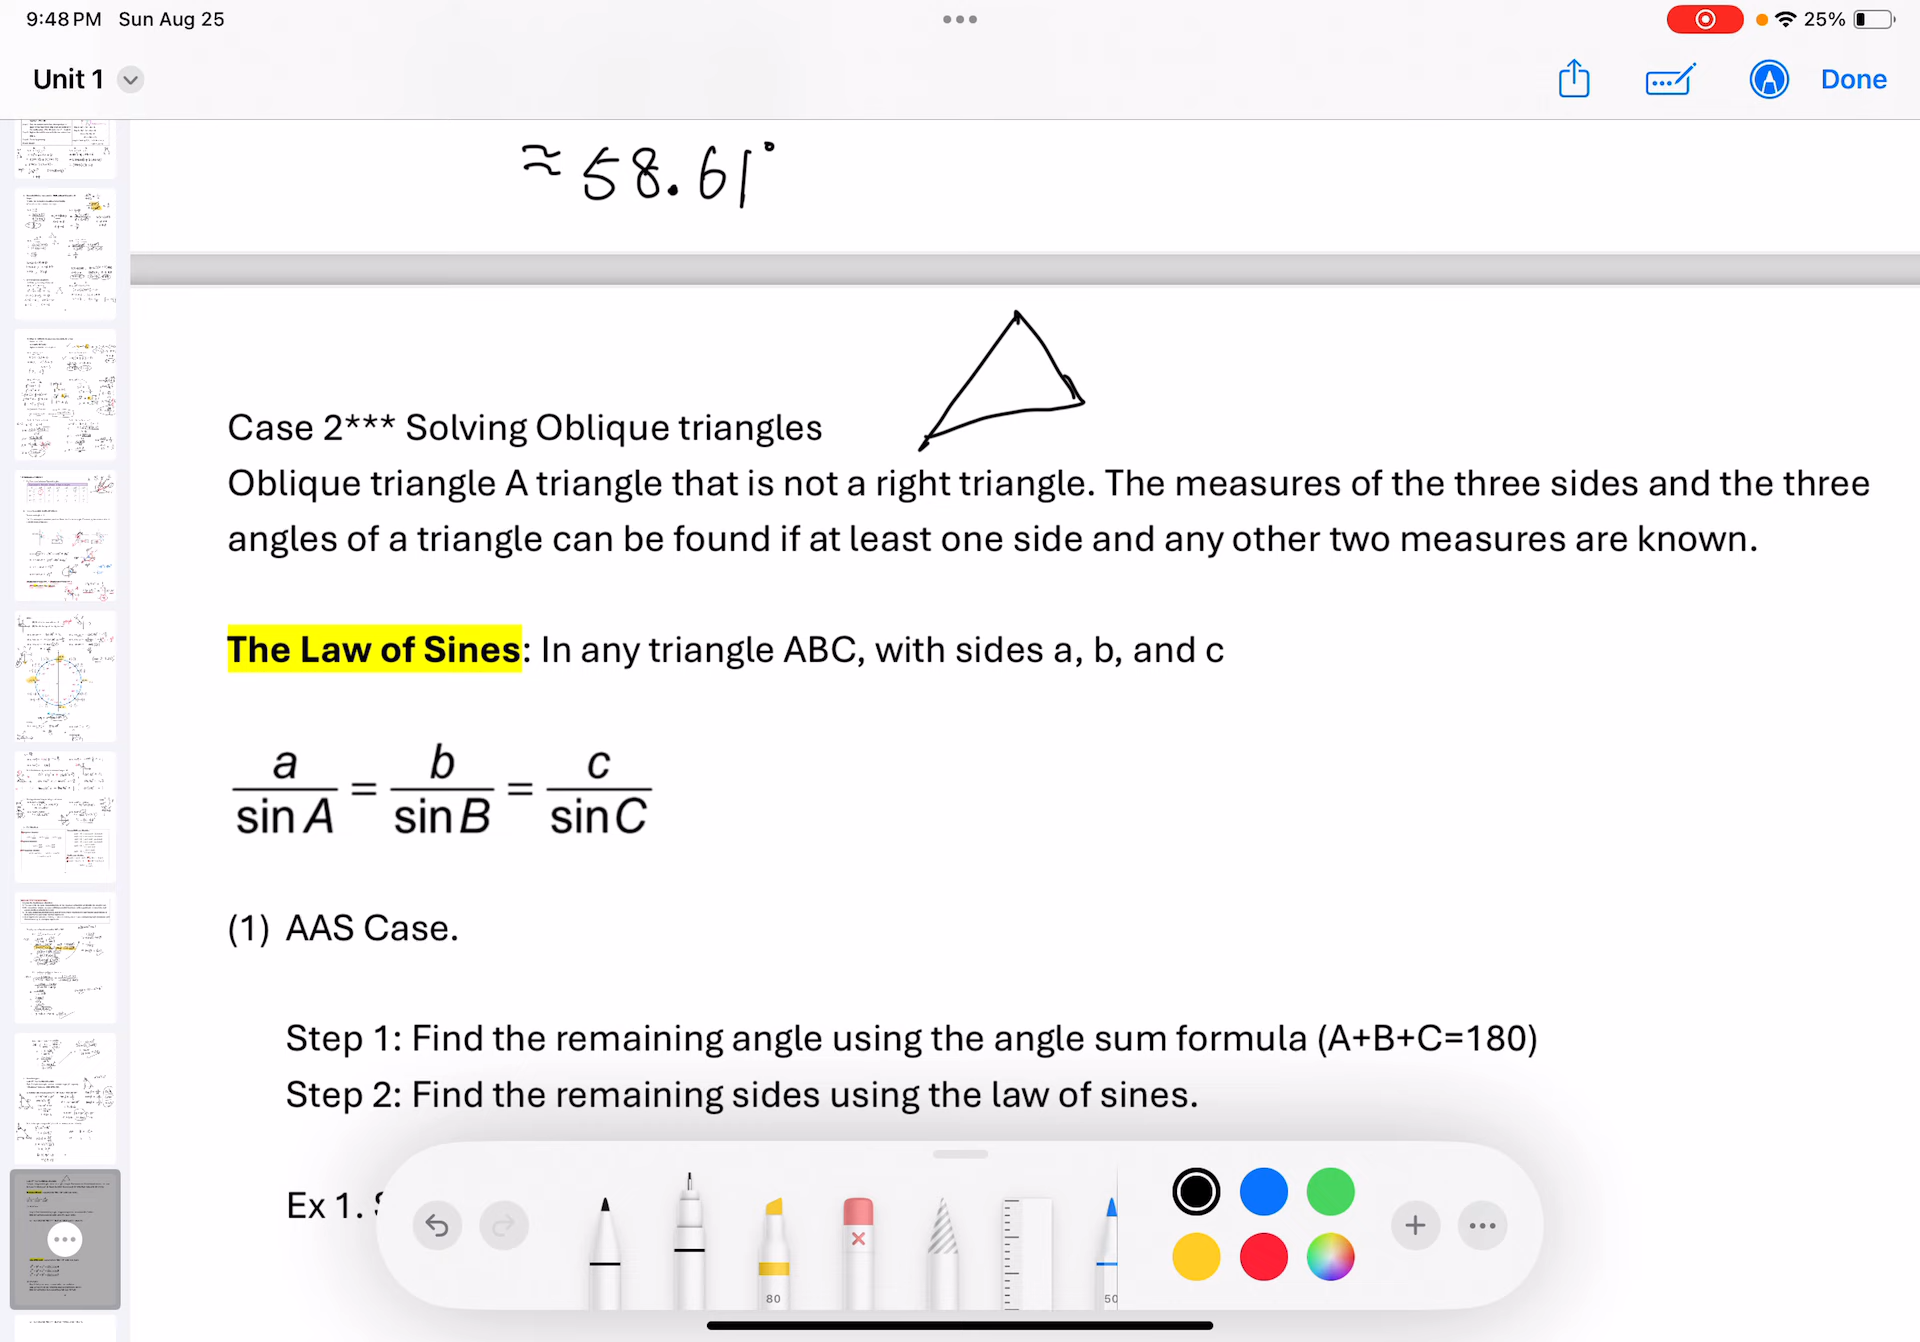 9:48 PM Sun Aug 25
25%
Unit 1
Done
≈ 58.61°
Case 2*** Solving Oblique triangles
Oblique triangle A triangle that is not a right triangle. The measures of the three sides and the three
angles of a triangle can be found if at least one side and any other two measures are known.
The Law of Sines: In any triangle ABC, with sides a, b, and c
a/sin A = b/sin B = c/sin C
(1) AAS Case.
Step 1: Find the remaining angle using the angle sum formula (A+B+C=180)
Step 2: Find the remaining sides using the law of sines.
Ex 1.
80
50